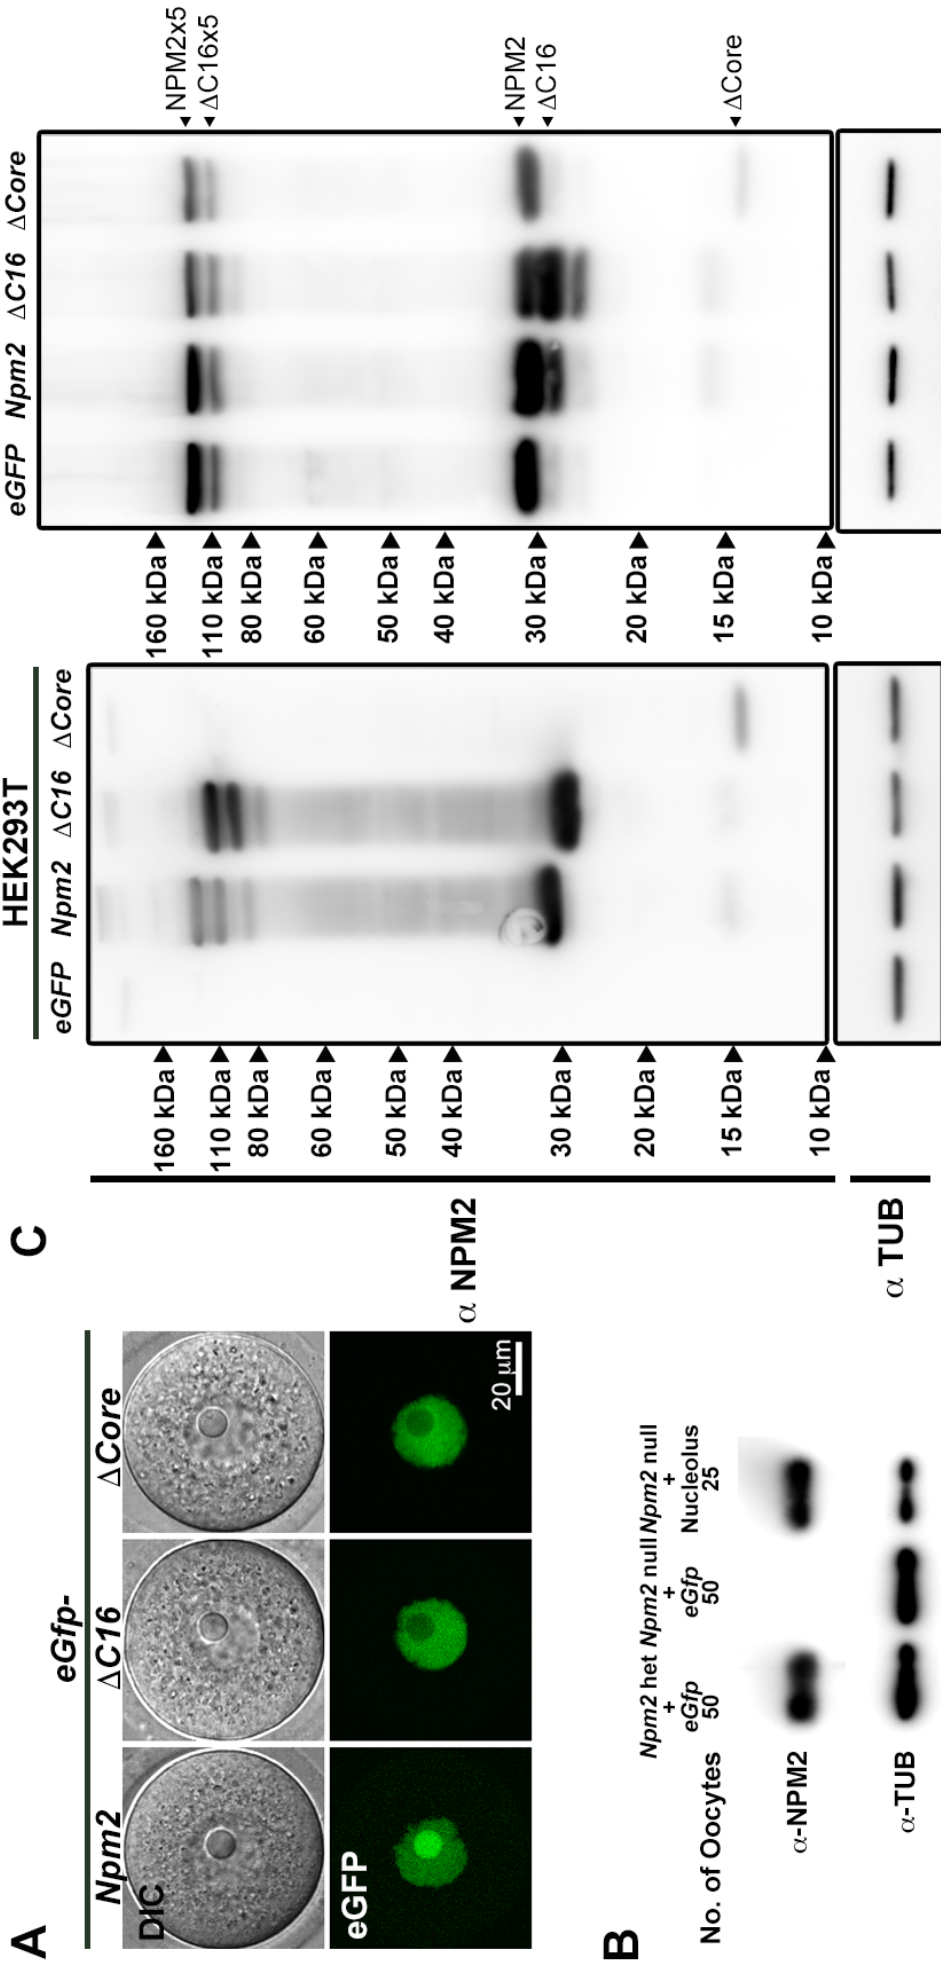 A
eGfp-
Npm2 ΔC16 ΔCore
DIC
eGFP
20 µm
B
Npm2 het Npm2 null Npm2 null
+ + +
eGfp eGfp Nucleolus
No. of Oocytes 50 50 25
α-NPM2
α-TUB
C
HEK293T
eGFP Npm2 ΔC16 ΔCore
eGFP Npm2 ΔC16 ΔCore
α NPM2
160 kDa
110 kDa
80 kDa
60 kDa
50 kDa
40 kDa
30 kDa
20 kDa
15 kDa
10 kDa
160 kDa
110 kDa
80 kDa
60 kDa
50 kDa
40 kDa
30 kDa
20 kDa
15 kDa
10 kDa
NPM2x5
ΔC16x5
NPM2
ΔC16
ΔCore
α TUB